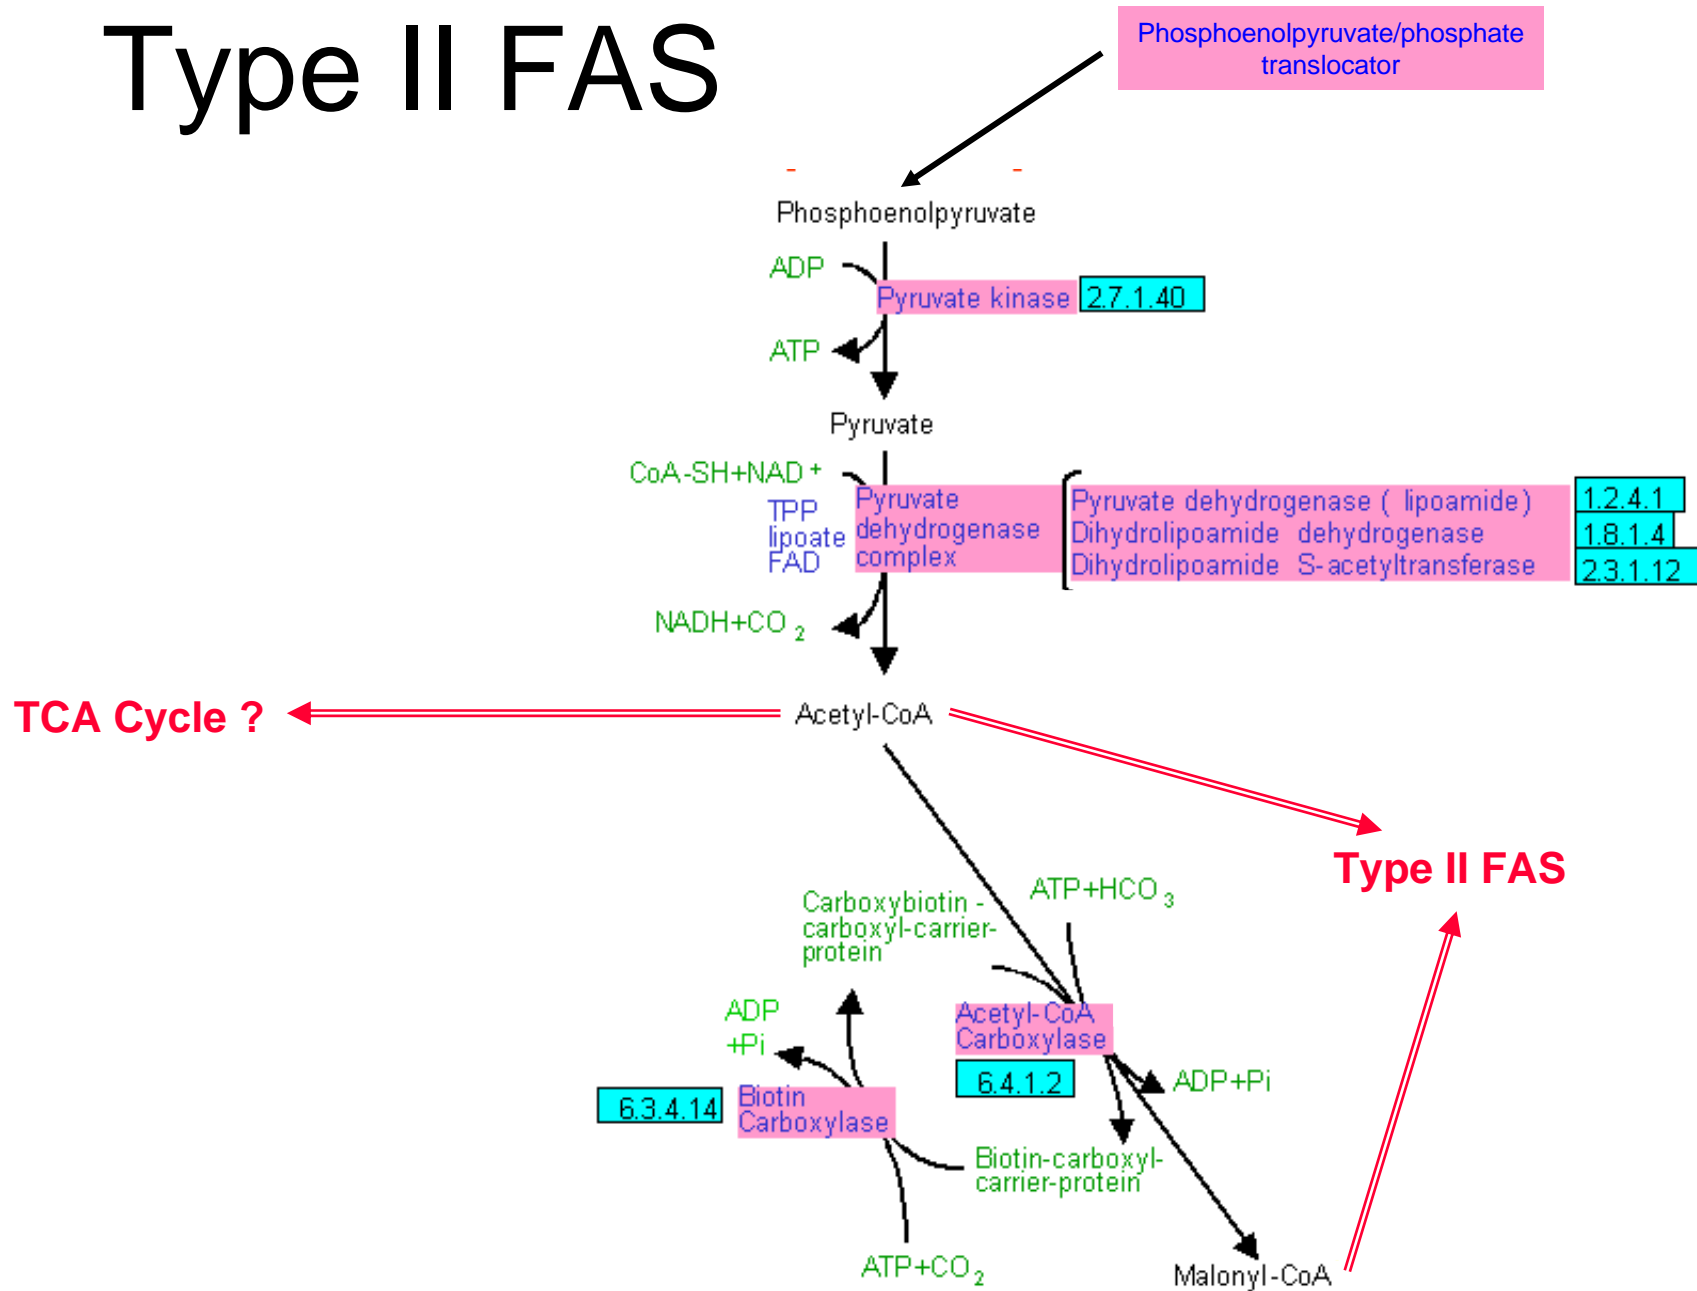 Type II FAS
Phosphoenolpyruvate/phosphate
translocator
Phosphoenolpyruvate
ADP
Pyruvate kinase
2.7.1.40
ATP
Pyruvate
CoA-SH+NAD+
TPP
lipoate
FAD
Pyruvate
dehydrogenase
complex
Pyruvate dehydrogenase ( lipoamide)
Dihydrolipoamide dehydrogenase
Dihydrolipoamide S-acetyltransferase
1.2.4.1
1.8.1.4
2.3.1.12
NADH+CO2
TCA Cycle ?
Acetyl-CoA
Type II FAS
Carboxybiotin -
carboxyl-carrier-
protein
ATP+HCO3
ADP
+Pi
Acetyl-CoA
Carboxylase
6.4.1.2
ADP+Pi
6.3.4.14
Biotin
Carboxylase
Biotin-carboxyl-
carrier-protein
ATP+CO2
Malonyl-CoA